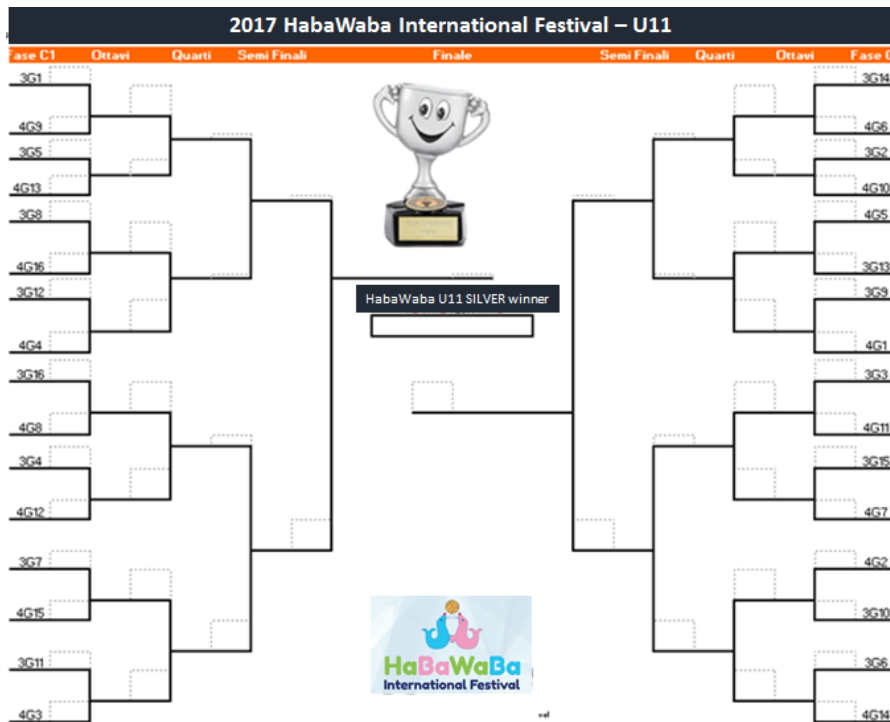 2017 HabaWaba International Festival – U11
Fase C1 Ottavi Quarti Semi Finali Finale Semi Finali Quarti Ottavi Fase C
3G1 3G14
4G9 4G6
3G5 3G2
4G13 4G10
3G8 4G5
4G16 3G13
3G12 3G9
HabaWaba U11 SILVER winner
4G4 4G1
3G16 3G3
4G8 4G11
3G4 3G15
4G12 4G7
3G7 4G2
4G15 3G10
HaBaWaBa
3G11 3G6
International Festival
4G3 4G14